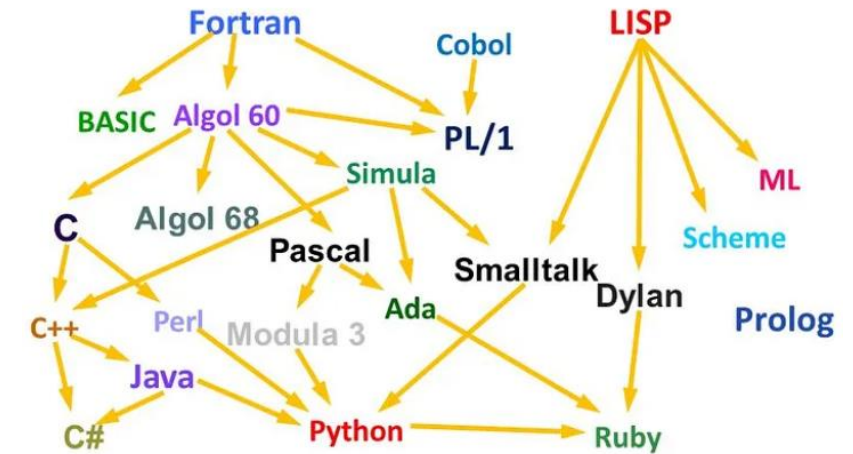 Fortran
Cobol
LISP
BASIC
Algol 60
PL/1
Simula
ML
Algol 68
C
Pascal
Scheme
Smalltalk
Dylan
Ada
C++
Perl
Modula 3
Prolog
Java
C#
Python
Ruby